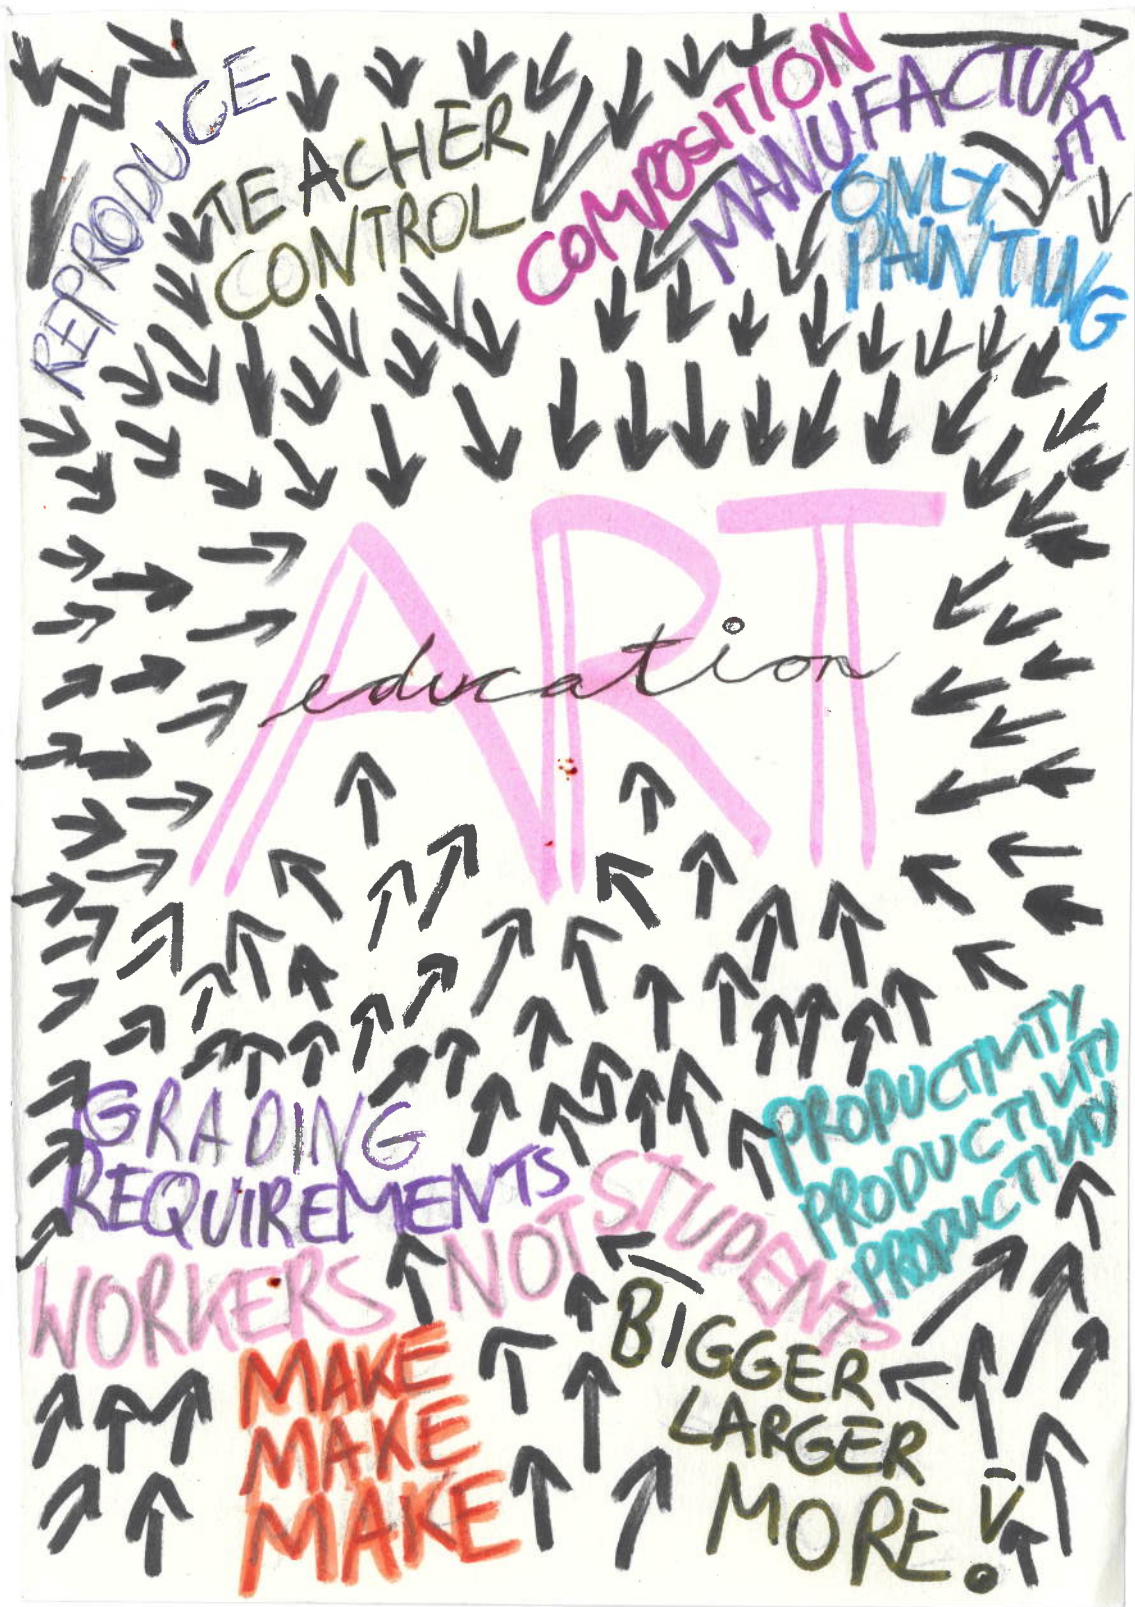 REPRODUCE
TEACHER
CONTROL
COMPOSITION
MANUFACTURE
ONLY
PAINTING
ART
education
GRADING
REQUIREMENTS
WORKERS NOT STUDENTS
PRODUCTIVITY
PRODUCTIVITY
PRODUCTIVITY
MAKE
MAKE
MAKE
BIGGER
LARGER
MORE!